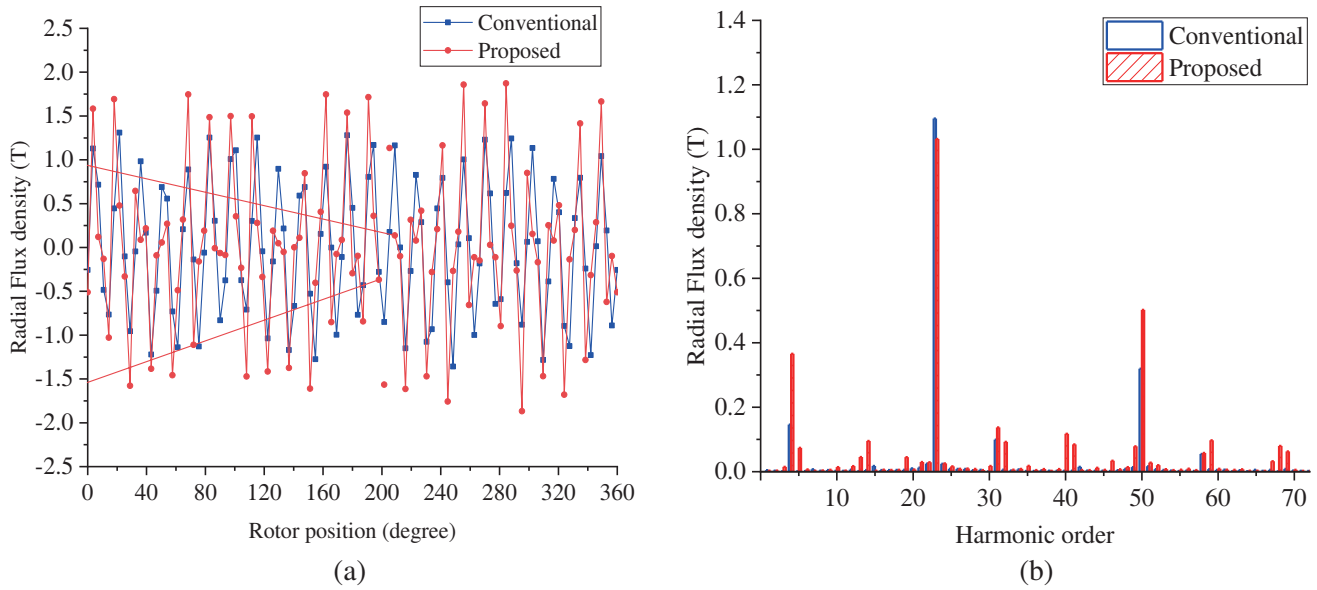 2.5
2.0
1.5
1.0
0.5
0.0
-0.5
-1.0
-1.5
-2.0
-2.5
Radial Flux density (T)
0 40 80 120 160 200 240 280 320 360
Rotor position (degree)
Conventional
Proposed
(a)
1.4
1.2
1.0
0.8
0.6
0.4
0.2
0.0
Radial Flux density (T)
10 20 30 40 50 60 70
Harmonic order
Conventional
Proposed
(b)